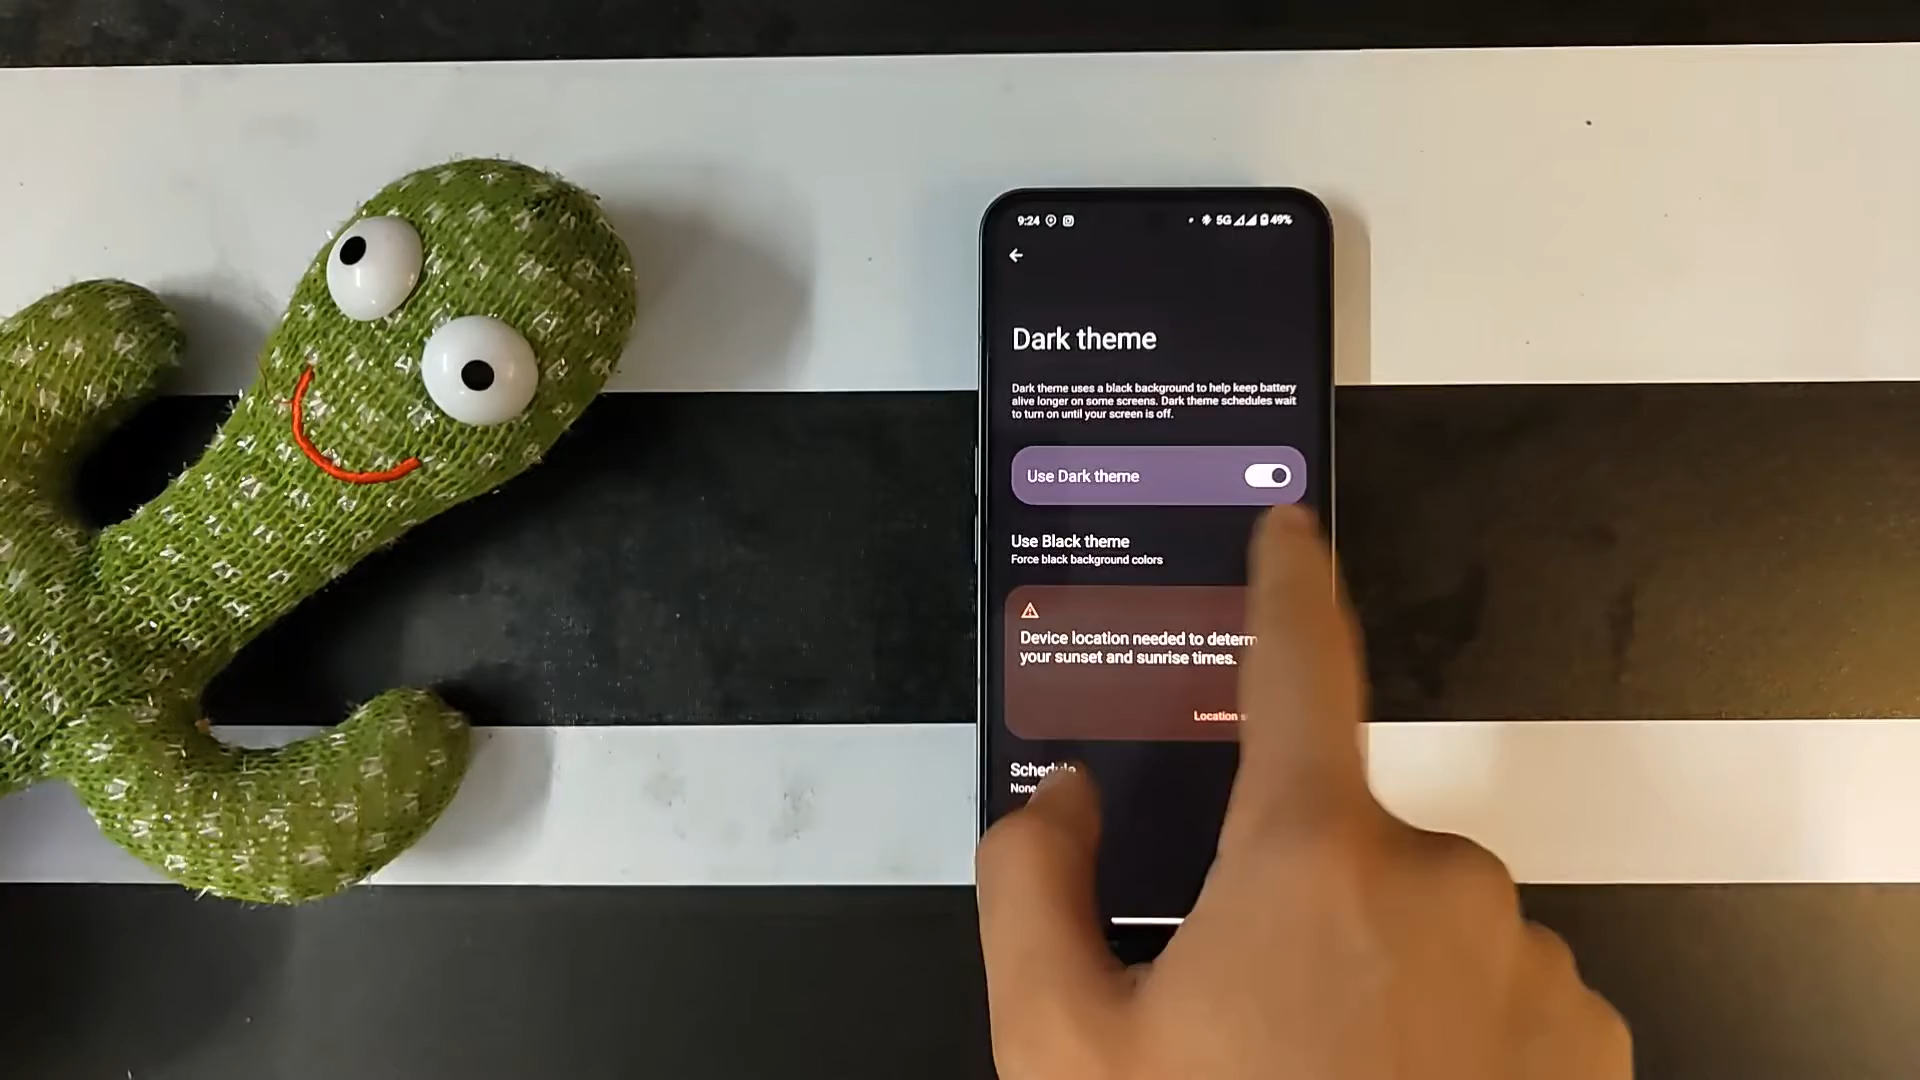 9:24 5G 49%
Dark theme
Dark theme uses a black background to help keep battery
alive longer on some screens. Dark theme schedules wait
to turn on until your screen is off.
Use Dark theme
Use Black theme
Force black background colors
Device location needed to determ
your sunset and sunrise times.
Location s
Schedule
None